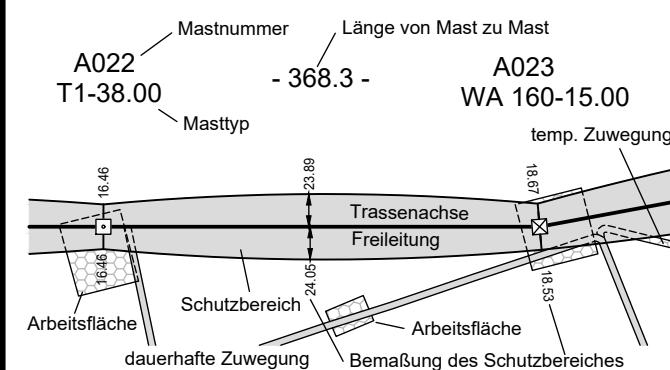 Mastnummer
Länge von Mast zu Mast
A022
T1-38.00
- 368.3 -
A023
WA 160-15.00
Masttyp
temp. Zuwegung
16.46
23.89
18.67
Trassenachse
Freileitung
16.46
24.05
18.53
Schutzbereich
Arbeitsfläche
Arbeitsfläche
dauerhafte Zuwegung
Bemaßung des Schutzbereiches